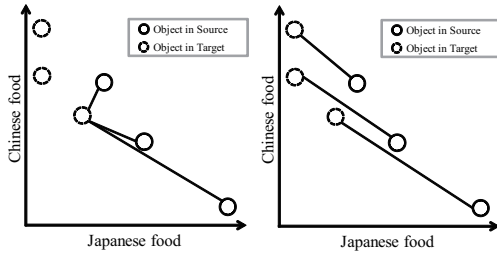 Object in Source
Object in Target
Chinese food
Japanese food
Object in Source
Object in Target
Chinese food
Japanese food